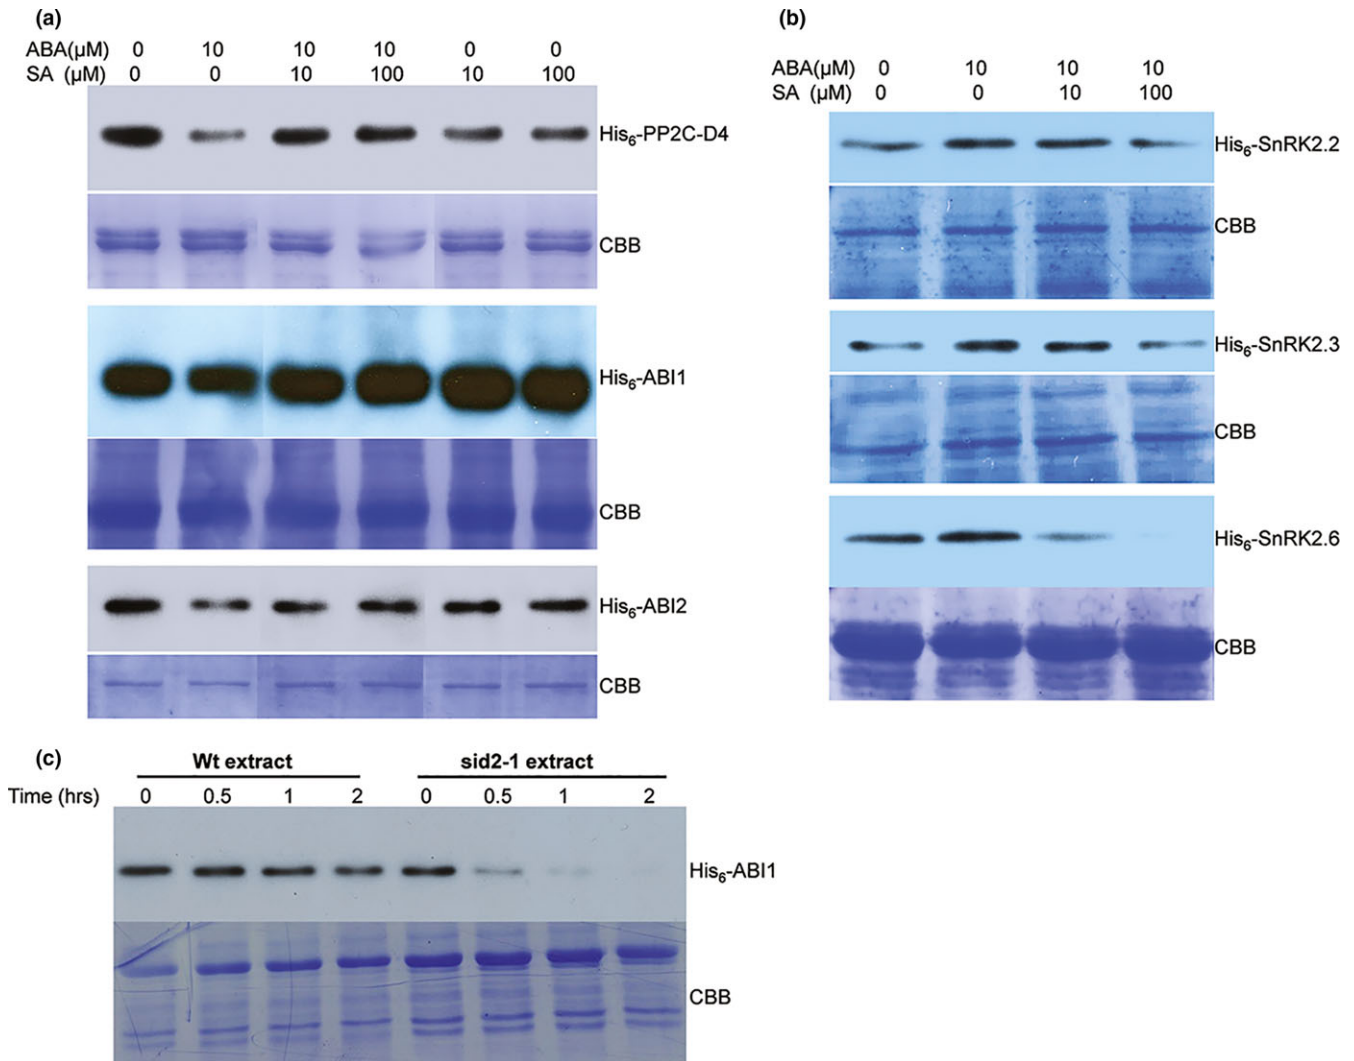 (a)
ABA(µM) 0 10 10 10 0 0
SA (µM) 0 0 10 100 10 100
His6-PP2C-D4
CBB
His6-ABI1
CBB
His6-ABI2
CBB
(b)
ABA(µM) 0 10 10 10
SA (µM) 0 0 10 100
His6-SnRK2.2
CBB
His6-SnRK2.3
CBB
His6-SnRK2.6
CBB
(c)
Wt extract sid2-1 extract
Time (hrs) 0 0.5 1 2 0 0.5 1 2
His6-ABI1
CBB